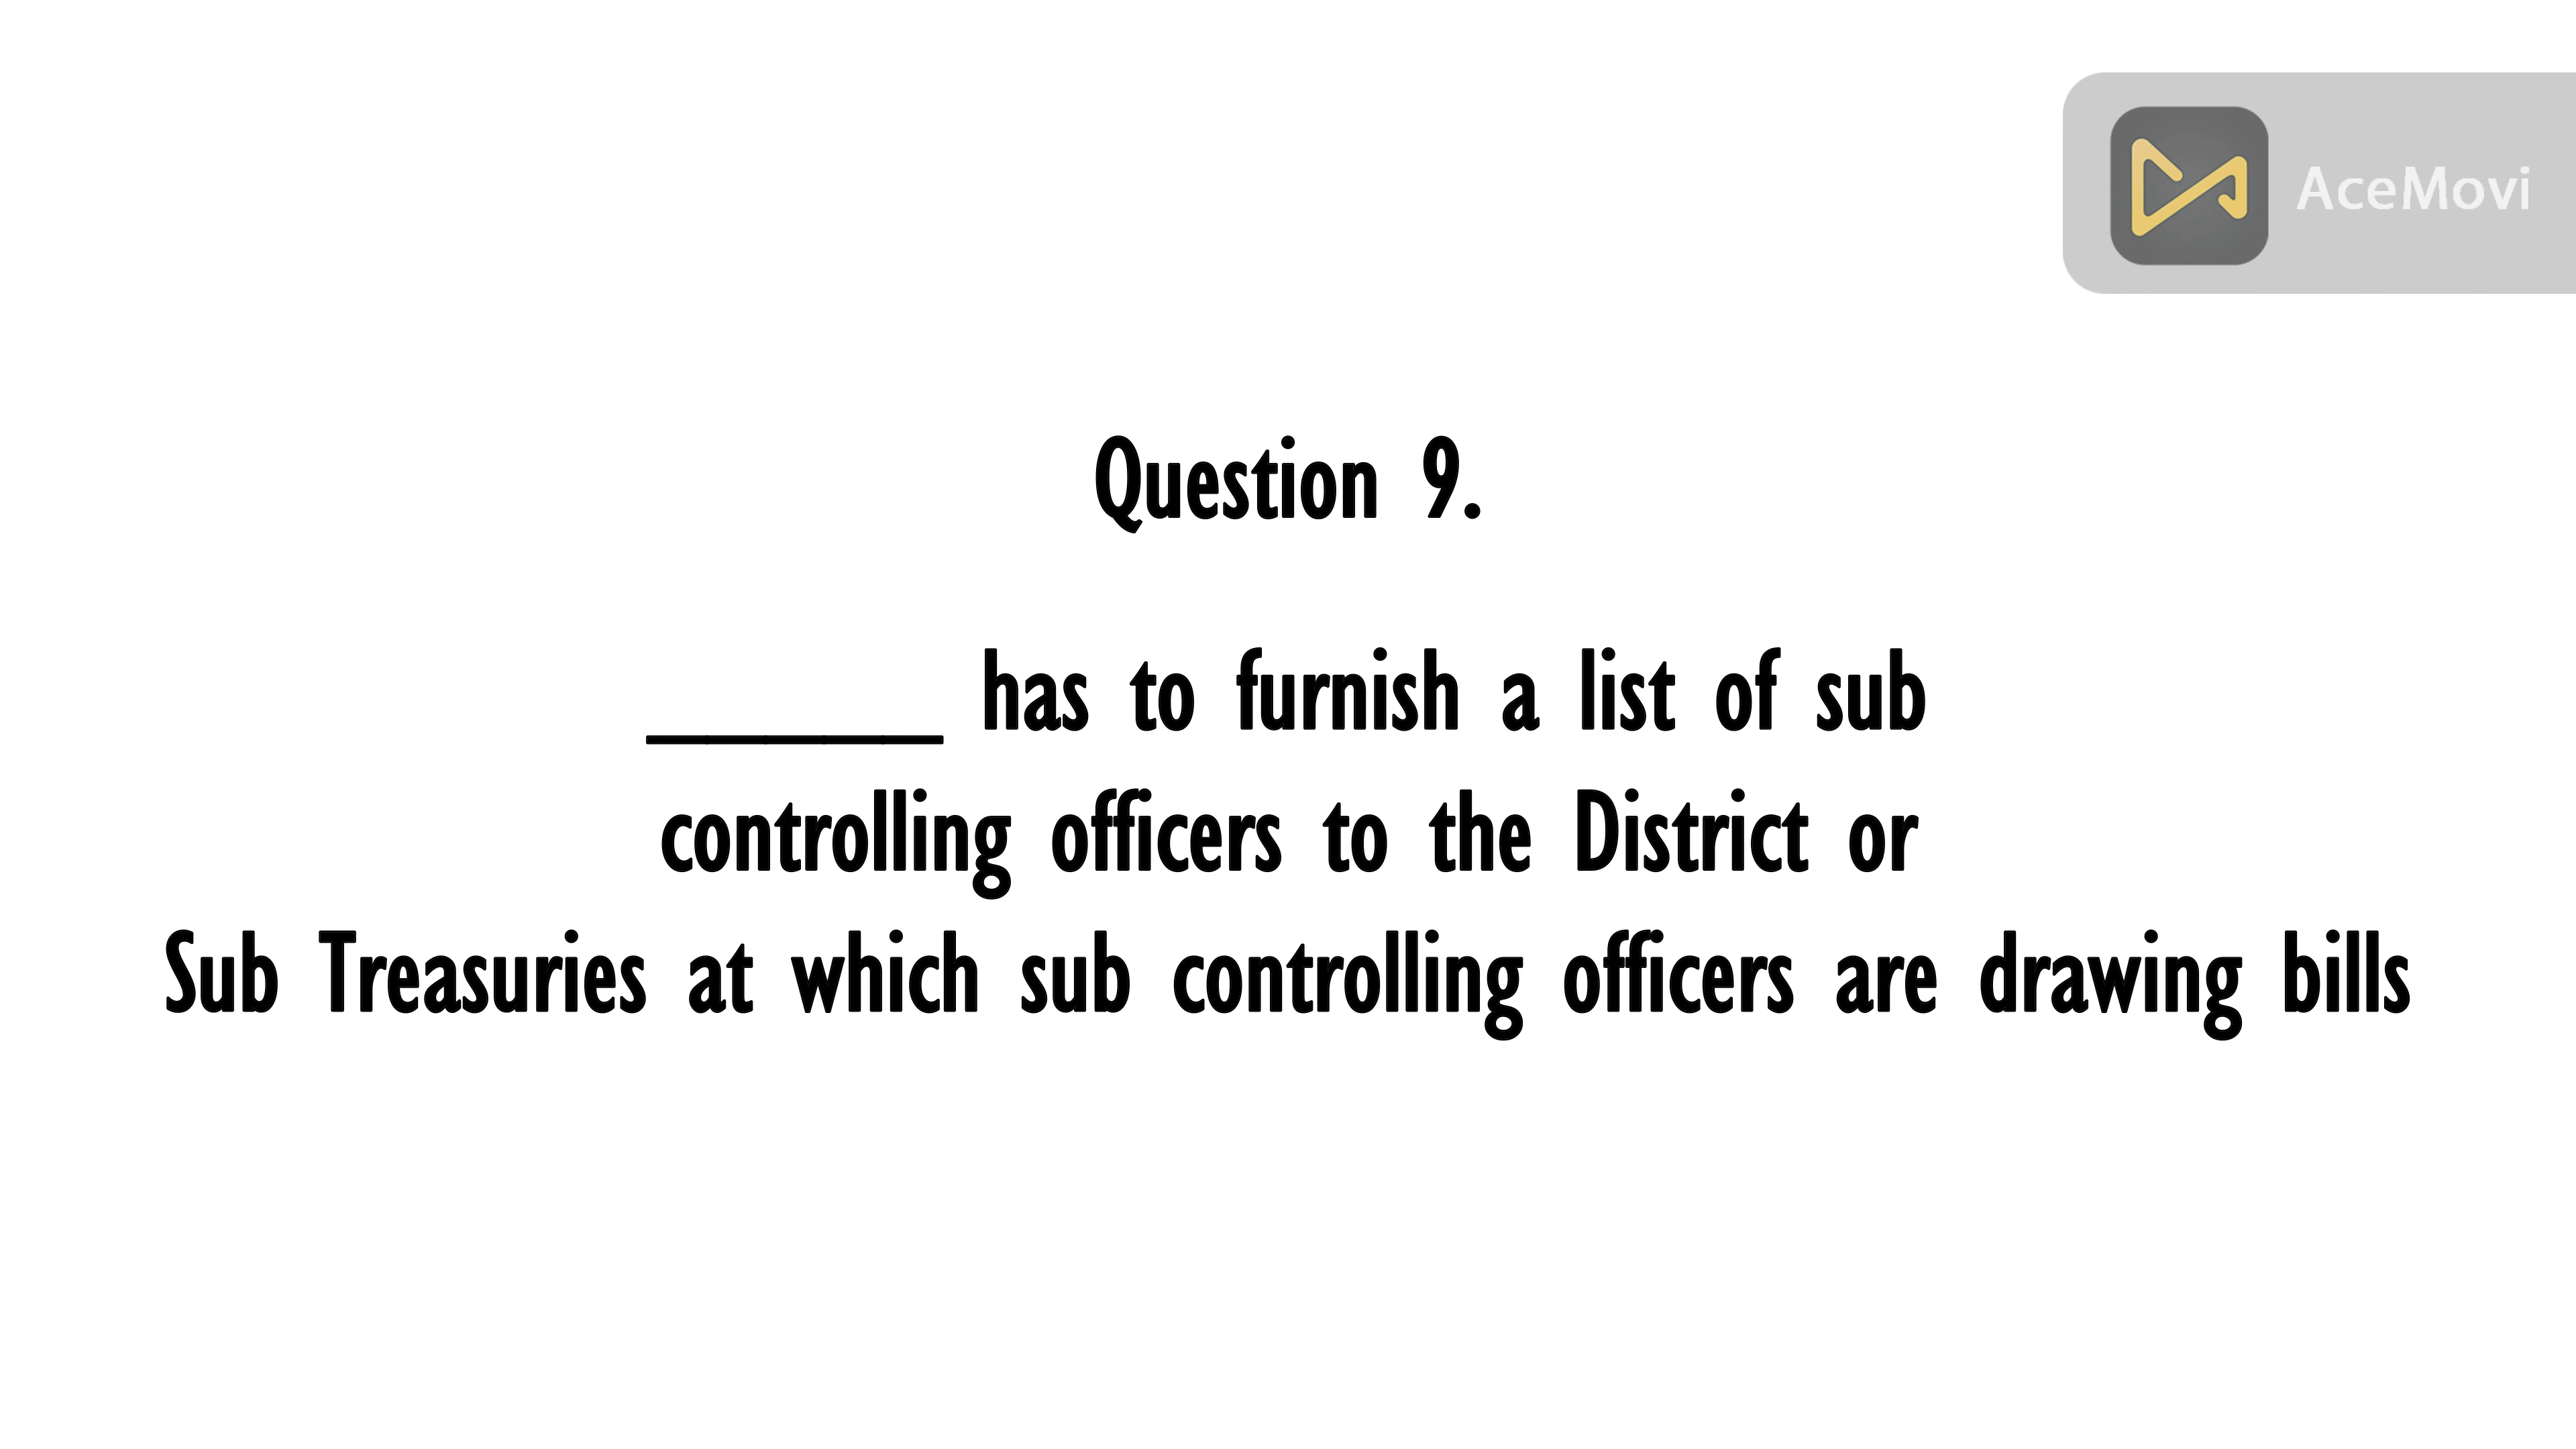 AceMovi
Question 9.
_____ has to furnish a list of sub
controlling officers to the District or
Sub Treasuries at which sub controlling officers are drawing bills